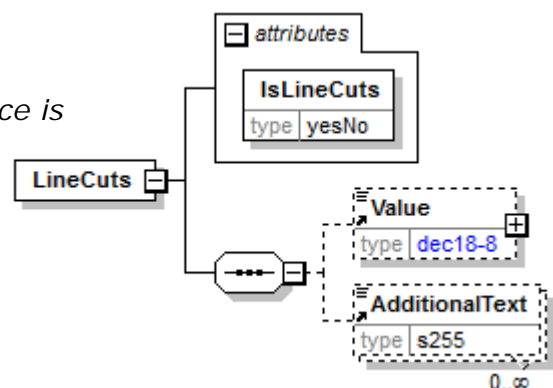 attributes
IsLineCuts
type yesNo
ce is
LineCuts
Value
type dec18-8
AdditionalText
type s255
0..∞